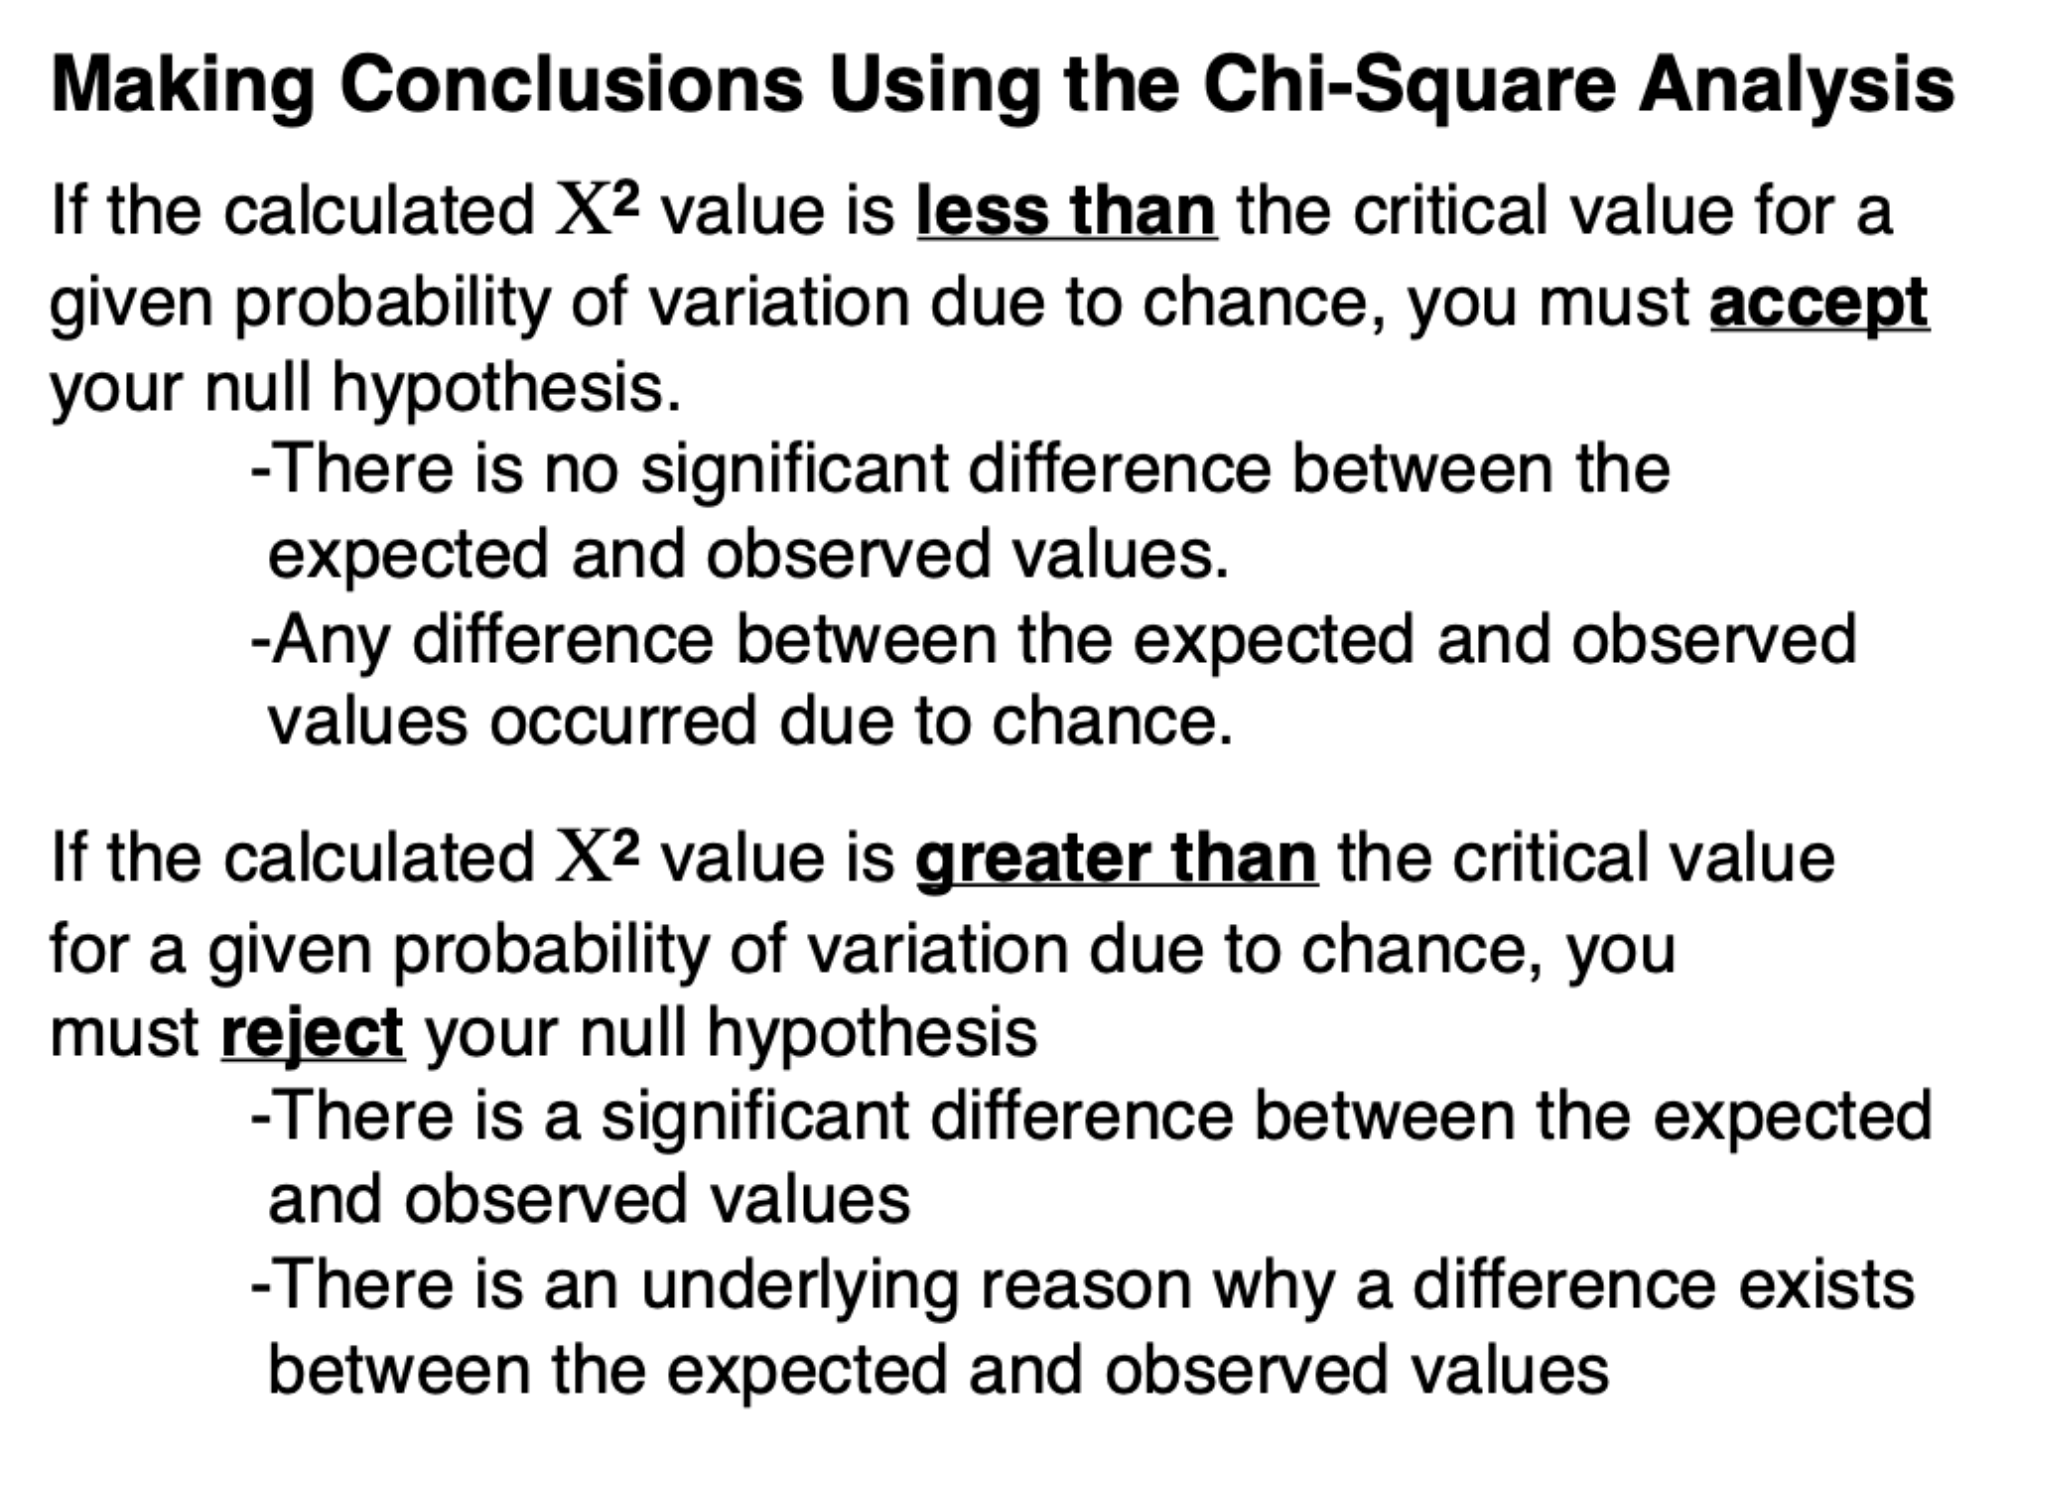 Making Conclusions Using the Chi-Square Analysis
If the calculated X² value is less than the critical value for a
given probability of variation due to chance, you must accept
your null hypothesis.
-There is no significant difference between the
expected and observed values.
-Any difference between the expected and observed
values occurred due to chance.
If the calculated X² value is greater than the critical value
for a given probability of variation due to chance, you
must reject your null hypothesis
-There is a significant difference between the expected
and observed values
-There is an underlying reason why a difference exists
between the expected and observed values